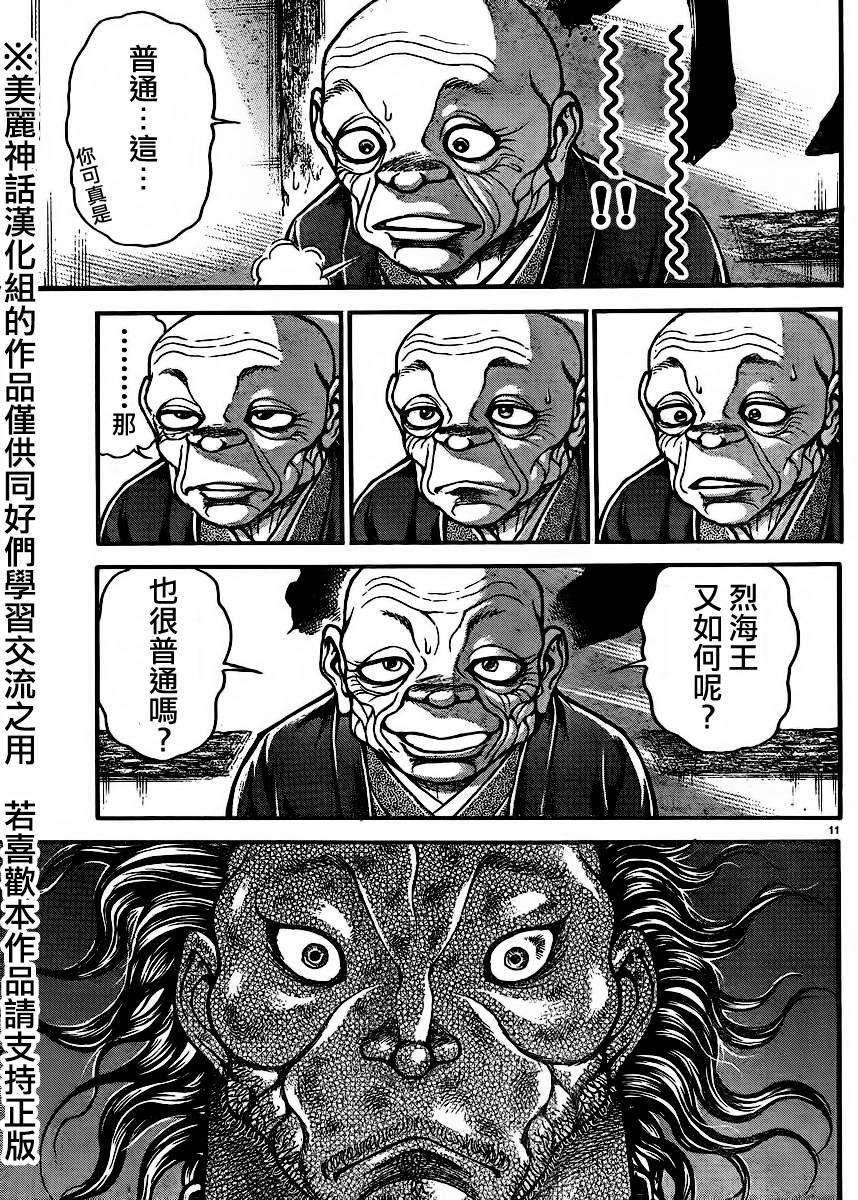 普通…這…
你可真是
!!
………那
烈海王
又如何呢？
也很普通嗎？
11
※美麗神話漢化組的作品僅供同好們學習交流之用 若喜歡本作品請支持正版